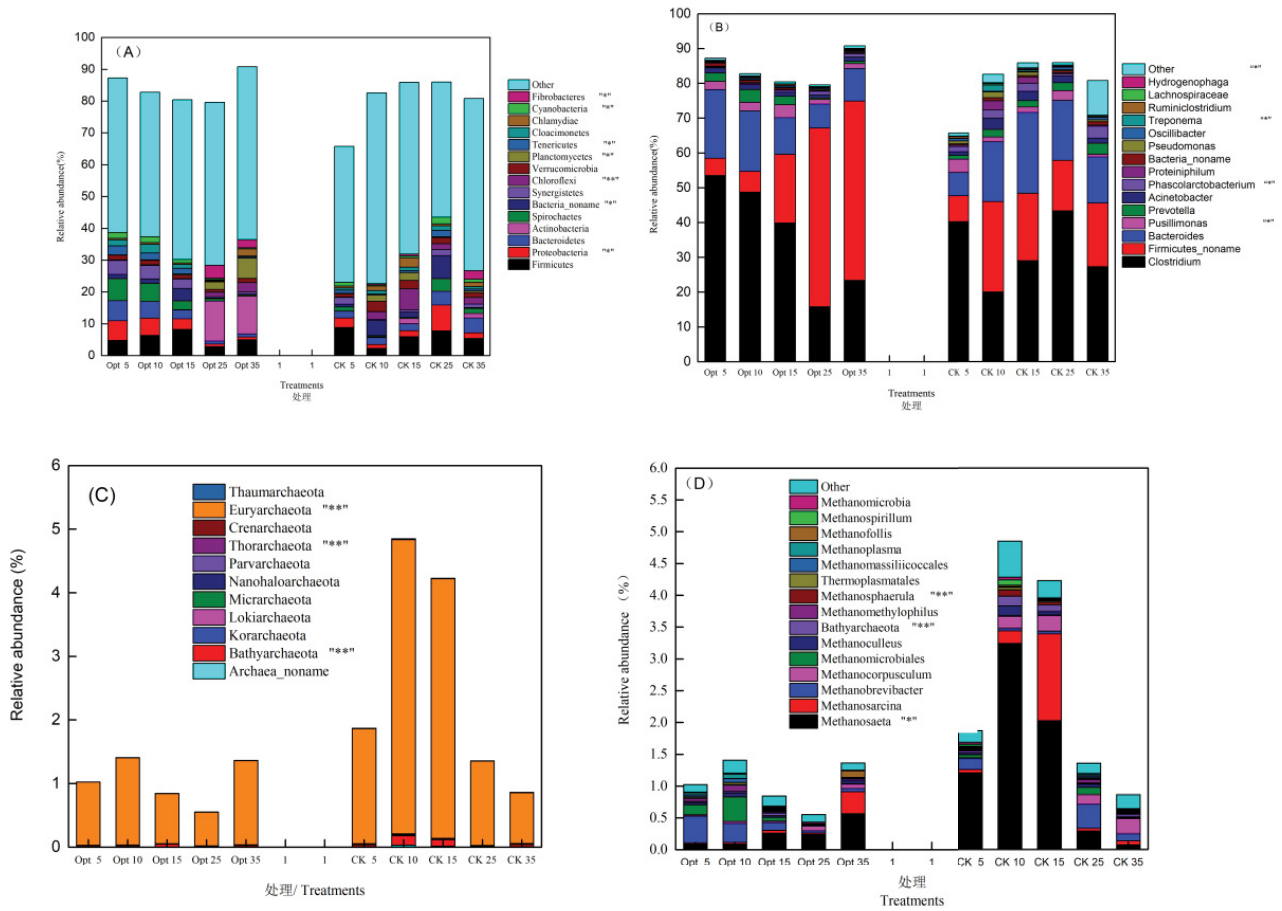 (A)
Relative abundance(%)
100
90
80
70
60
50
40
30
20
10
0
Other
Fibrobacteres "*"
Cyanobacteria "*"
Chlamydiae
Cloacimonetes
Tenericutes "*"
Planctomycetes "*"
Verrucomicrobia
Chloroflexi "**"
Synergistetes
Bacteria_noname "*"
Spirochaetes
Actinobacteria
Bacteroidetes
Proteobacteria "*"
Firmicutes
Opt 5 Opt 10 Opt 15 Opt 25 Opt 35 1 1 CK 5 CK 10 CK 15 CK 25 CK 35
Treatments
处理
(B)
Relative abundance(%)
100
90
80
70
60
50
40
30
20
10
0
Other "*"
Hydrogenophaga
Lachnospiraceae
Ruminiclostridium
Treponema "*"
Oscillibacter
Pseudomonas
Bacteria_noname
Proteiniphilum
Phascolarctobacterium "*"
Acinetobacter
Prevotella
Pusillimonas "*"
Bacteroides
Firmicutes_noname
Clostridium
Opt 5 Opt 10 Opt 15 Opt 25 Opt 35 1 1 CK 5 CK 10 CK 15 CK 25 CK 35
Treatments
处理
(C)
Relative abundance (%)
6
5
4
3
2
1
0
Thaumarchaeota
Euryarchaeota "**"
Crenarchaeota
Thorarchaeota "**"
Parvarchaeota
Nanohaloarchaeota
Micrarchaeota
Lokiarchaeota
Korarchaeota
Bathyarchaeota "**"
Archaea_noname
Opt 5 Opt 10 Opt 15 Opt 25 Opt 35 1 1 CK 5 CK 10 CK 15 CK 25 CK 35
处理/ Treatments
(D)
Relative abundance (%)
6.0
5.5
5.0
4.5
4.0
3.5
3.0
2.5
2.0
1.5
1.0
0.5
0.0
Other
Methanomicrobia
Methanospirillum
Methanofollis
Methanoplasma
Methanomassiliicoccales
Thermoplasmatales
Methanosphaerula "**"
Methanomethylophilus
Bathyarchaeota "**"
Methanoculleus
Methanomicrobiales
Methanocorpusculum
Methanobrevibacter
Methanosarcina
Methanosaeta "*"
Opt 5 Opt 10 Opt 15 Opt 25 Opt 35 1 1 CK 5 CK 10 CK 15 CK 25 CK 35
处理
Treatments